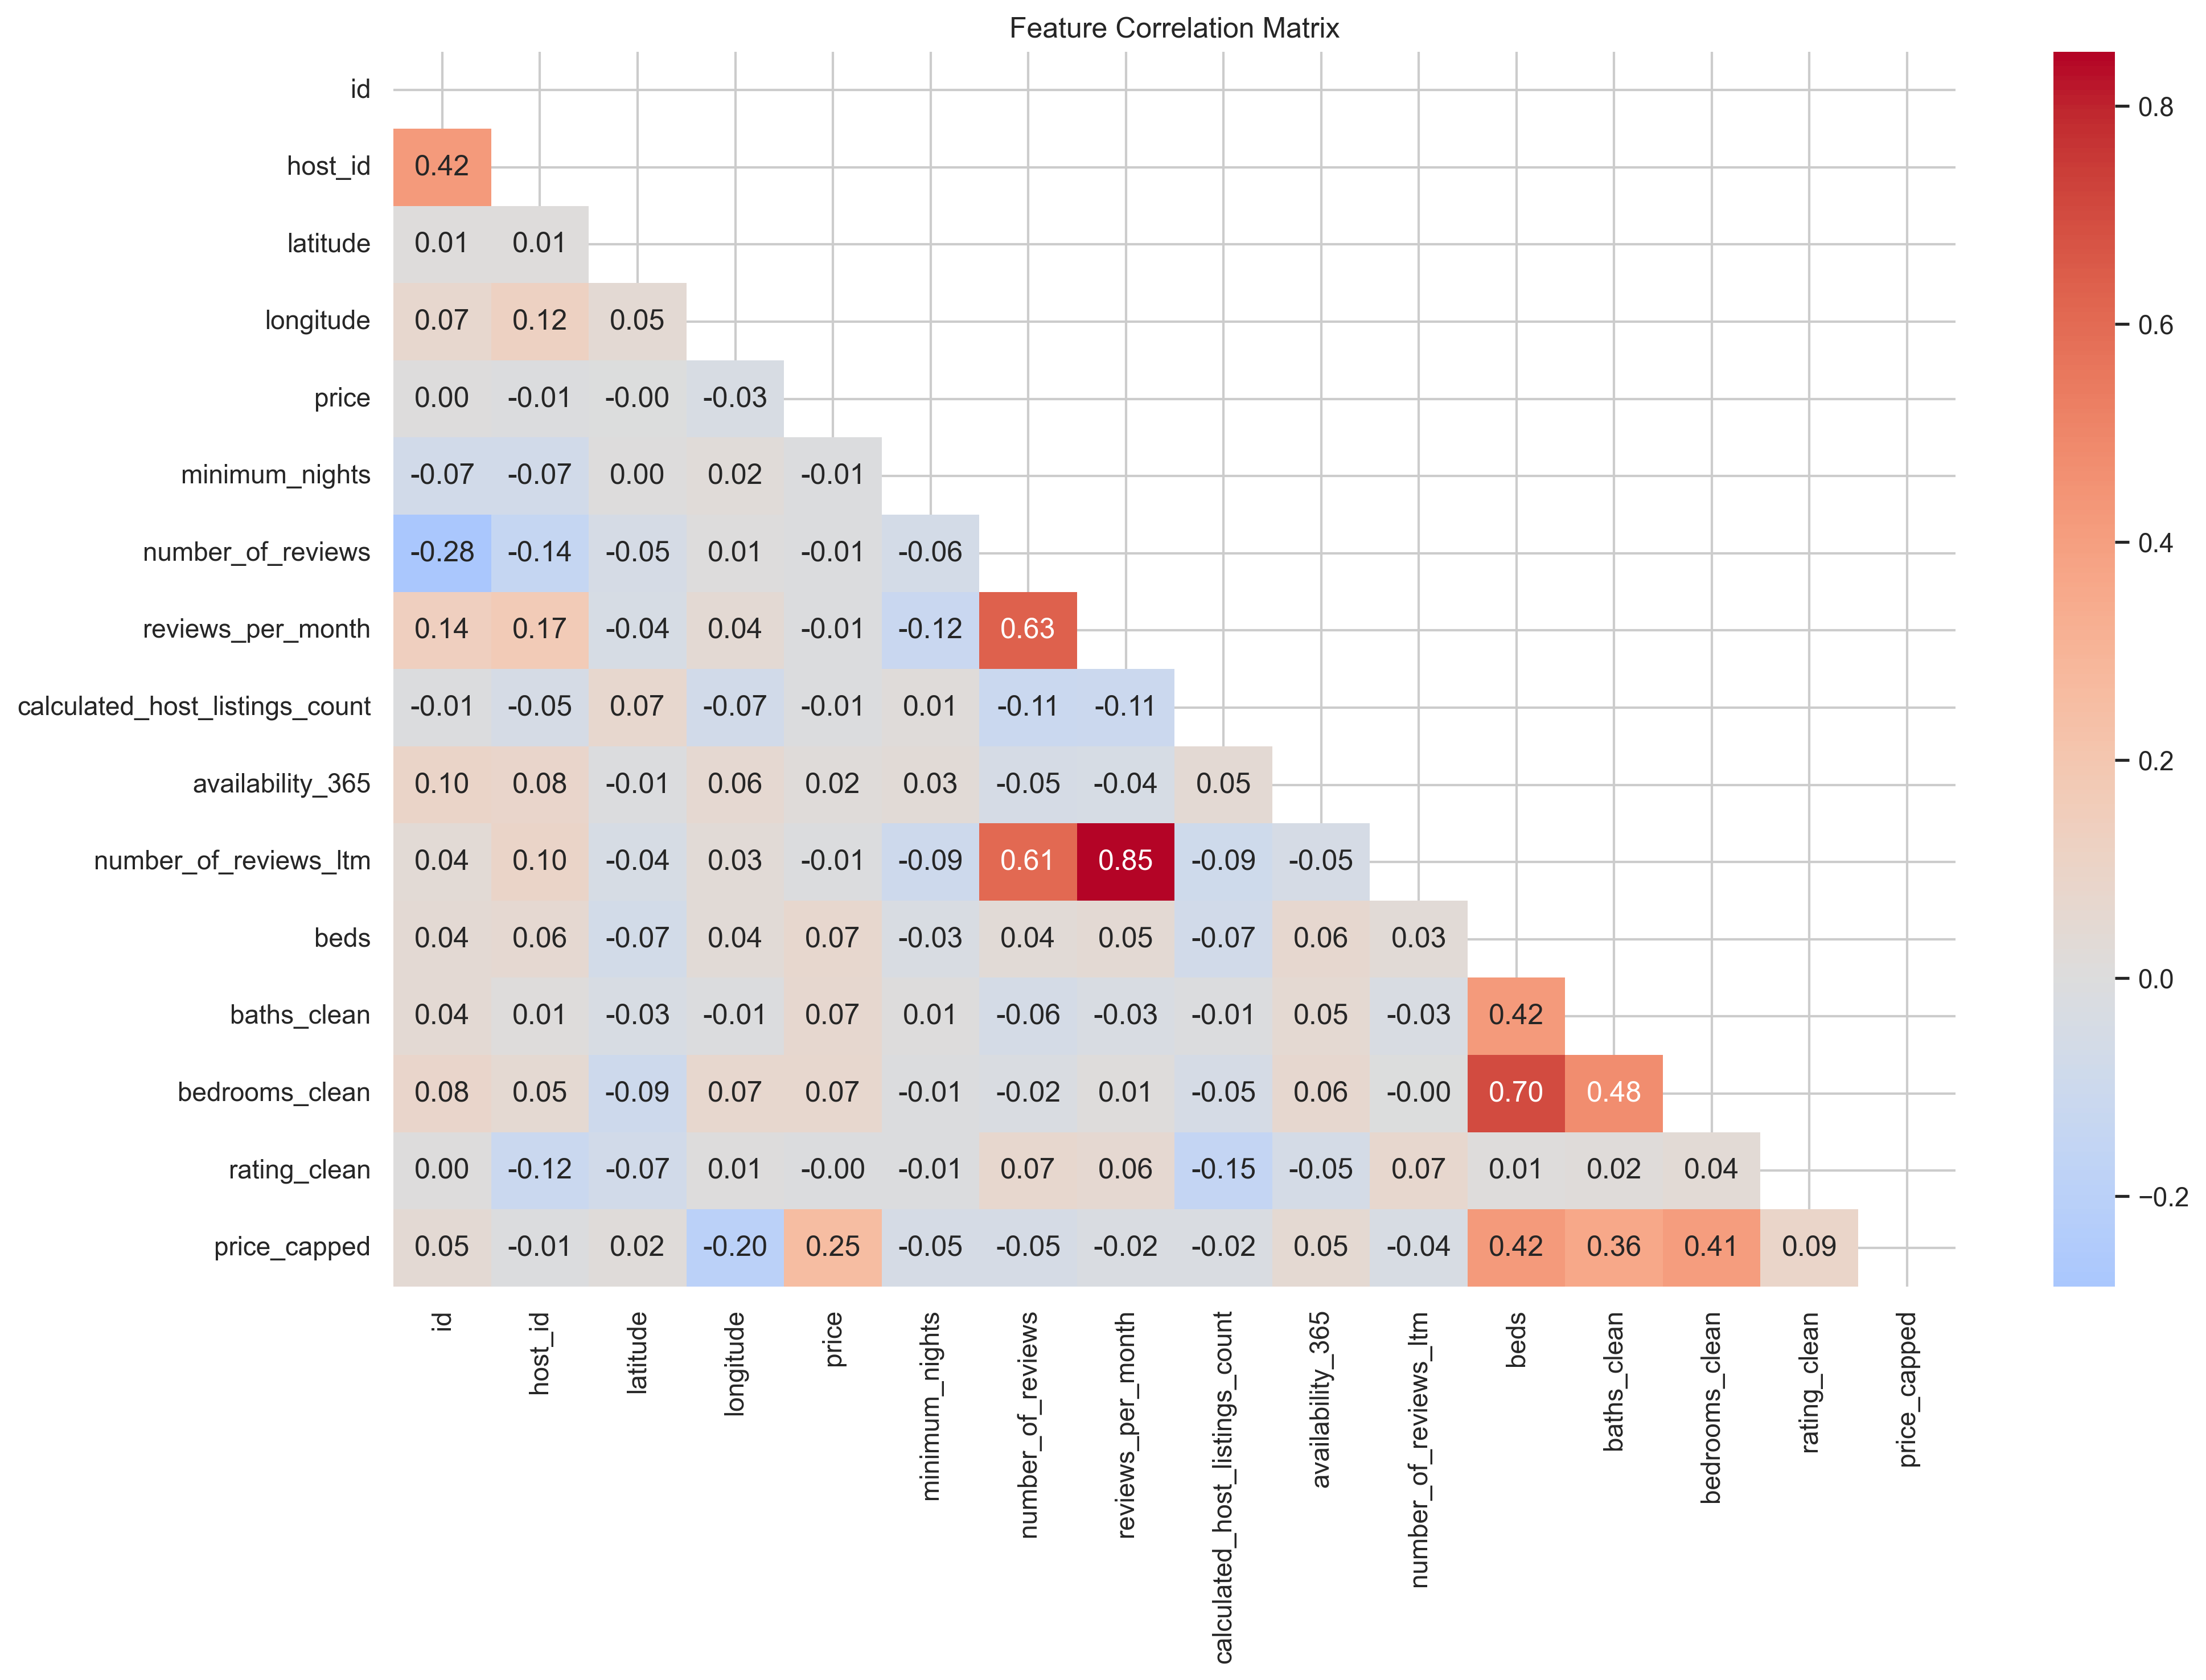 Feature Correlation Matrix
id
host_id 0.42
latitude 0.01 0.01
longitude 0.07 0.12 0.05
price 0.00 -0.01 -0.00 -0.03
minimum_nights -0.07 -0.07 0.00 0.02 -0.01
number_of_reviews -0.28 -0.14 -0.05 0.01 -0.01 -0.06
reviews_per_month 0.14 0.17 -0.04 0.04 -0.01 -0.12 0.63
calculated_host_listings_count -0.01 -0.05 0.07 -0.07 -0.01 0.01 -0.11 -0.11
availability_365 0.10 0.08 -0.01 0.06 0.02 0.03 -0.05 -0.04 0.05
number_of_reviews_ltm 0.04 0.10 -0.04 0.03 -0.01 -0.09 0.61 0.85 -0.09 -0.05
beds 0.04 0.06 -0.07 0.04 0.07 -0.03 0.04 0.05 -0.07 0.06 0.03
baths_clean 0.04 0.01 -0.03 -0.01 0.07 0.01 -0.06 -0.03 -0.01 0.05 -0.03 0.42
bedrooms_clean 0.08 0.05 -0.09 0.07 0.07 -0.01 -0.02 0.01 -0.05 0.06 -0.00 0.70 0.48
rating_clean 0.00 -0.12 -0.07 0.01 -0.00 -0.01 0.07 0.06 -0.15 -0.05 0.07 0.01 0.02 0.04
price_capped 0.05 -0.01 0.02 -0.20 0.25 -0.05 -0.05 -0.02 -0.02 0.05 -0.04 0.42 0.36 0.41 0.09
id
host_id
latitude
longitude
price
minimum_nights
number_of_reviews
reviews_per_month
calculated_host_listings_count
availability_365
number_of_reviews_ltm
beds
baths_clean
bedrooms_clean
rating_clean
price_capped
0.8
0.6
0.4
0.2
0.0
−0.2